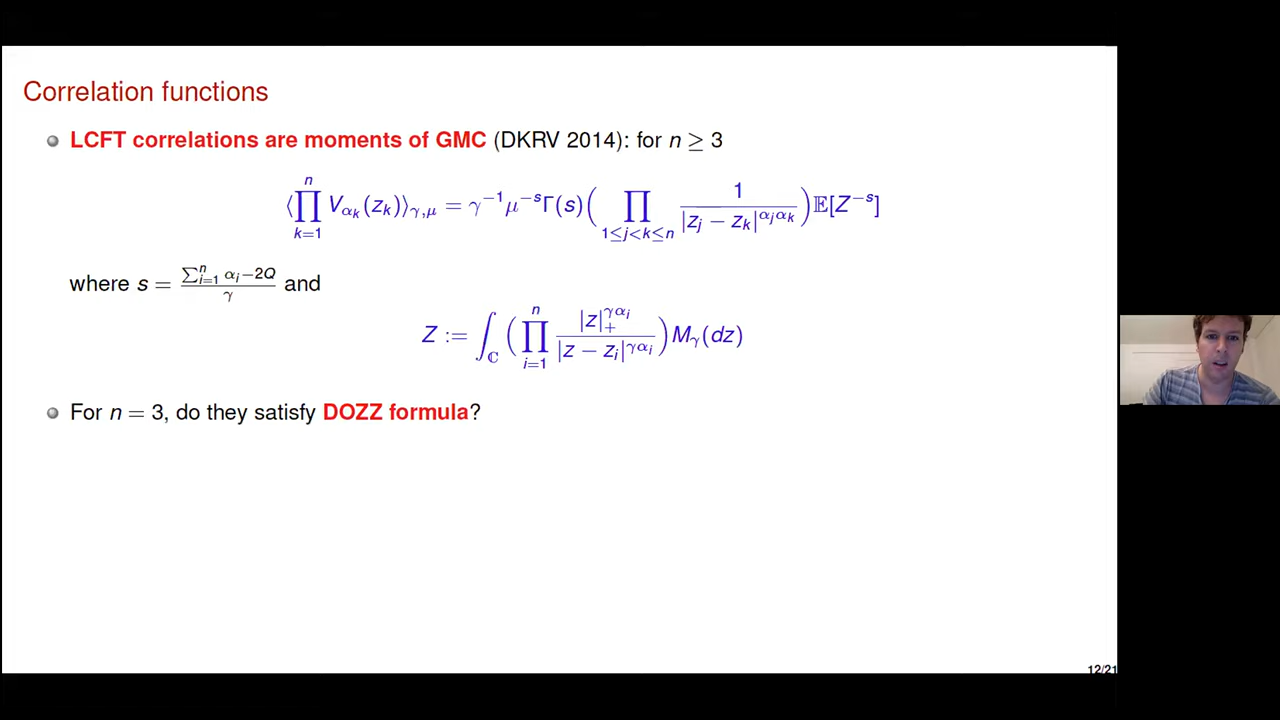 Correlation functions
LCFT correlations are moments of GMC (DKRV 2014): for n ≥ 3
⟨∏_{k=1}^{n} V_{α_k}(z_k)⟩_{γ,μ} = γ^{-1}μ^{-s}Γ(s)(∏_{1≤j<k≤n} 1/|z_j − z_k|^{α_jα_k})𝔼[Z^{-s}]
where s = (∑_{i=1}^{n} α_i−2Q)/γ and
Z := ∫_ℂ (∏_{i=1}^{n} |z|_+^{γα_i}/|z − z_i|^{γα_i}) M_γ(dz)
For n = 3, do they satisfy DOZZ formula?
12/21